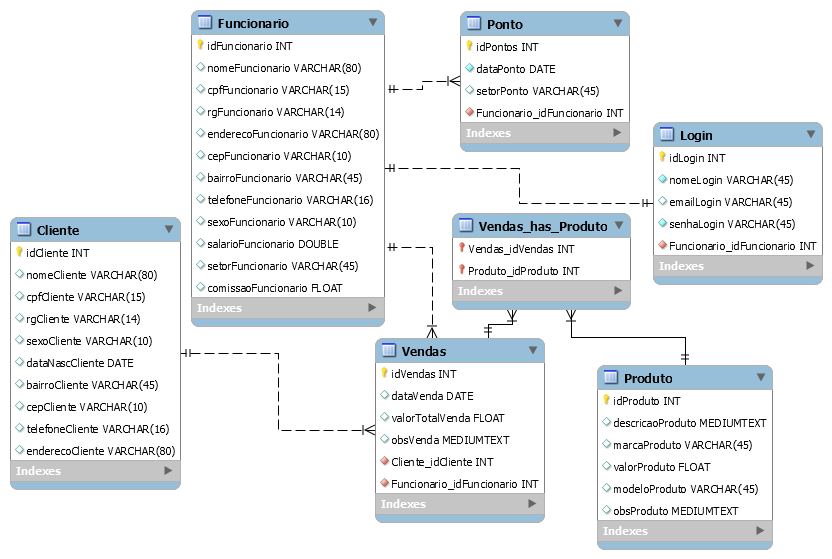 Funcionario
idFuncionario INT
nomeFuncionario VARCHAR(80)
cpfFuncionario VARCHAR(15)
rgFuncionario VARCHAR(14)
enderecoFuncionario VARCHAR(80)
cepFuncionario VARCHAR(10)
bairroFuncionario VARCHAR(45)
telefoneFuncionario VARCHAR(16)
sexoFuncionario VARCHAR(10)
salarioFuncionario DOUBLE
setorFuncionario VARCHAR(45)
comissaoFuncionario FLOAT
Indexes
Ponto
idPontos INT
dataPonto DATE
setorPonto VARCHAR(45)
Funcionario_idFuncionario INT
Indexes
Login
idLogin INT
nomeLogin VARCHAR(45)
emailLogin VARCHAR(45)
senhaLogin VARCHAR(45)
Funcionario_idFuncionario INT
Indexes
Cliente
idCliente INT
nomeCliente VARCHAR(80)
cpfCliente VARCHAR(15)
rgCliente VARCHAR(14)
sexoCliente VARCHAR(10)
dataNascCliente DATE
bairroCliente VARCHAR(45)
cepCliente VARCHAR(10)
telefoneCliente VARCHAR(16)
enderecoCliente VARCHAR(80)
Indexes
Vendas_has_Produto
Vendas_idVendas INT
Produto_idProduto INT
Indexes
Vendas
idVendas INT
dataVenda DATE
valorTotalVenda FLOAT
obsVenda MEDIUMTEXT
Cliente_idCliente INT
Funcionario_idFuncionario INT
Indexes
Produto
idProduto INT
descricaoProduto MEDIUMTEXT
marcaProduto VARCHAR(45)
valorProduto FLOAT
modeloProduto VARCHAR(45)
obsProduto MEDIUMTEXT
Indexes